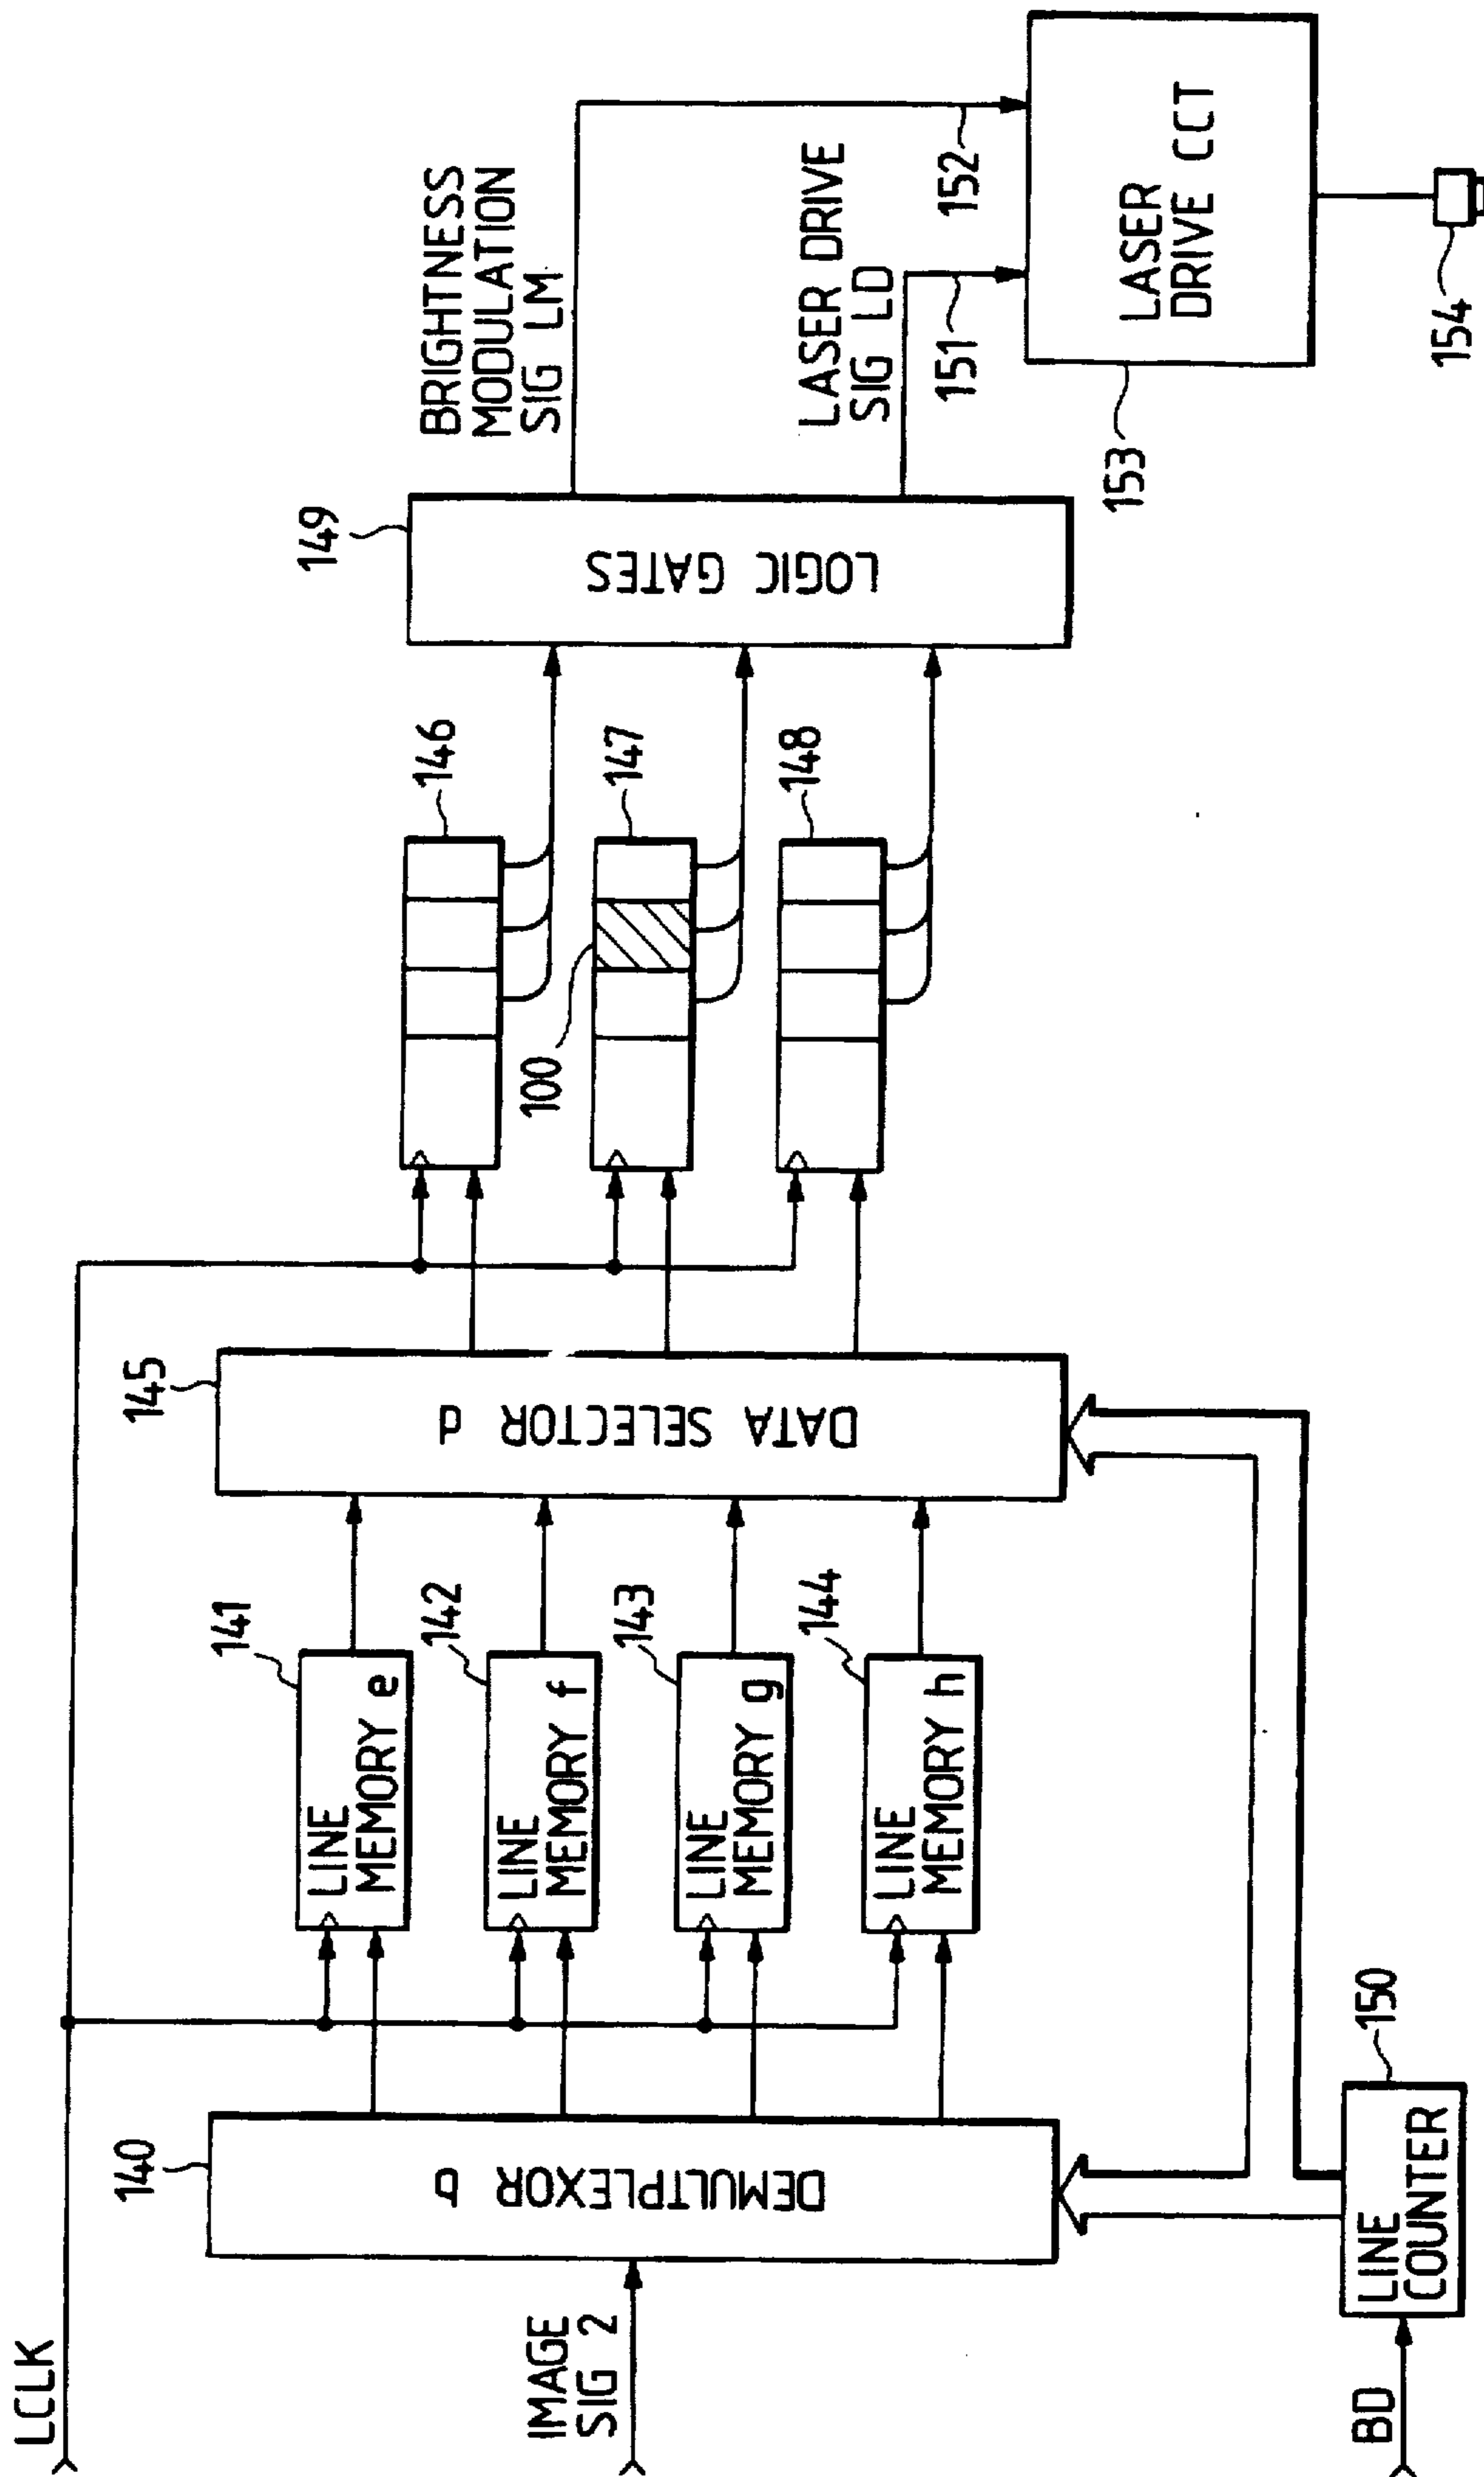 LCLK
IMAGE
SIG 2
BD
140
DEMULTPLEXOR b
LINE
COUNTER
150
141
LINE
MEMORY e
142
LINE
MEMORY f
143
LINE
MEMORY g
144
LINE
MEMORY h
145
DATA SELECTOR d
146
100
147
148
149
LOGIC GATES
BRIGHTNESS
MODULATION
SIG LM
LASER DRIVE
SIG LD
151
152
153
LASER
DRIVE CCT
154